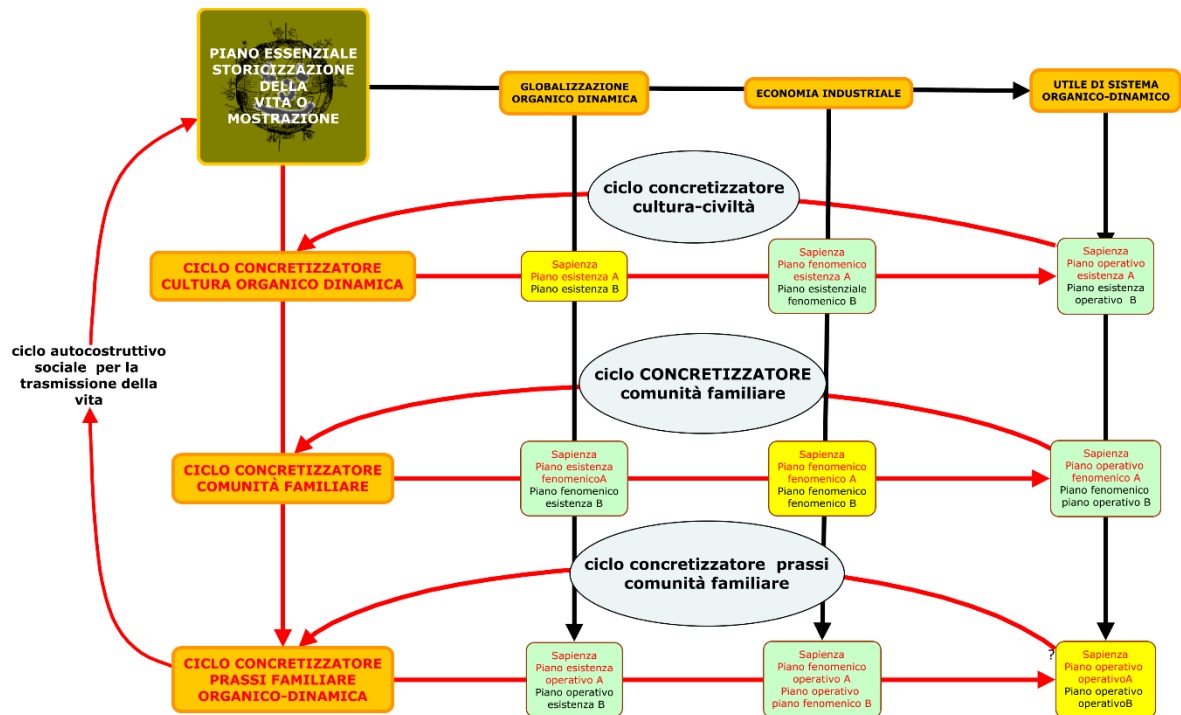 PIANO ESSENZIALE
STORICIZZAZIONE
DELLA
VITA O
MOSTRAZIONE
GLOBALIZZAZIONE
ORGANICO DINAMICA
ECONOMIA INDUSTRIALE
UTILE DI SISTEMA
ORGANICO-DINAMICO
ciclo concretizzatore
cultura-civiltà
CICLO CONCRETIZZATORE
CULTURA ORGANICO DINAMICA
Sapienza
Piano esistenza A
Piano esistenza B
Sapienza
Piano fenomenico
esistenza A
Piano esistenziale
fenomenico B
Sapienza
Piano operativo
esistenza A
Piano esistenza
operativo B
ciclo autocostruttivo
sociale per la
trasmissione della
vita
ciclo CONCRETIZZATORE
comunità familiare
CICLO CONCRETIZZATORE
COMUNITÀ FAMILIARE
Sapienza
Piano esistenza
fenomenicoA
Piano fenomenico
esistenza B
Sapienza
Piano fenomenico
fenomenico A
Piano fenomenico
fenomenico B
Sapienza
Piano operativo
fenomenico A
Piano fenomenico
piano operativo B
ciclo concretizzatore prassi
comunità familiare
CICLO CONCRETIZZATORE
PRASSI FAMILIARE
ORGANICO-DINAMICA
Sapienza
Piano esistenza
operativo A
Piano operativo
esistenza B
Sapienza
Piano fenomenico
operativo A
Piano operativo
piano fenomenico B
?
Sapienza
Piano operativo
operativoA
Piano operativo
operativoB